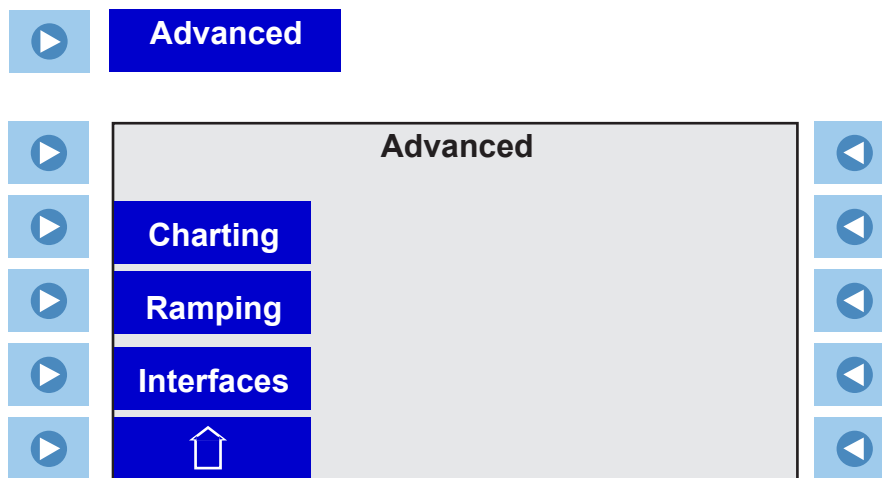 Advanced
Advanced
Charting
Ramping
Interfaces